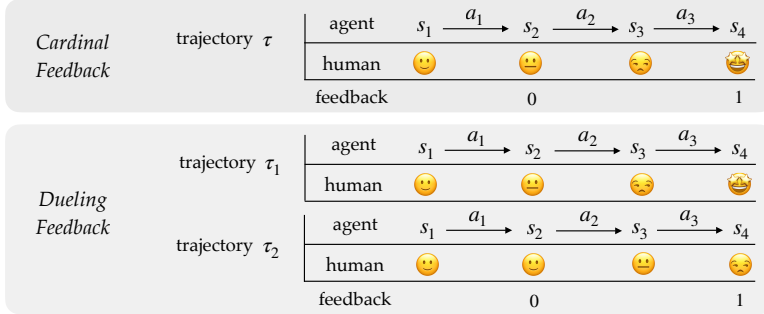 Cardinal Feedback
trajectory τ
agent s₁ a₁ s₂ a₂ s₃ a₃ s₄
human 🙂 😐 😒 🤩
feedback 0 1
Dueling Feedback
trajectory τ₁
agent s₁ a₁ s₂ a₂ s₃ a₃ s₄
human 🙂 😐 😒 🤩
trajectory τ₂
agent s₁ a₁ s₂ a₂ s₃ a₃ s₄
human 🙂 🙂 😐 😒
feedback 0 1